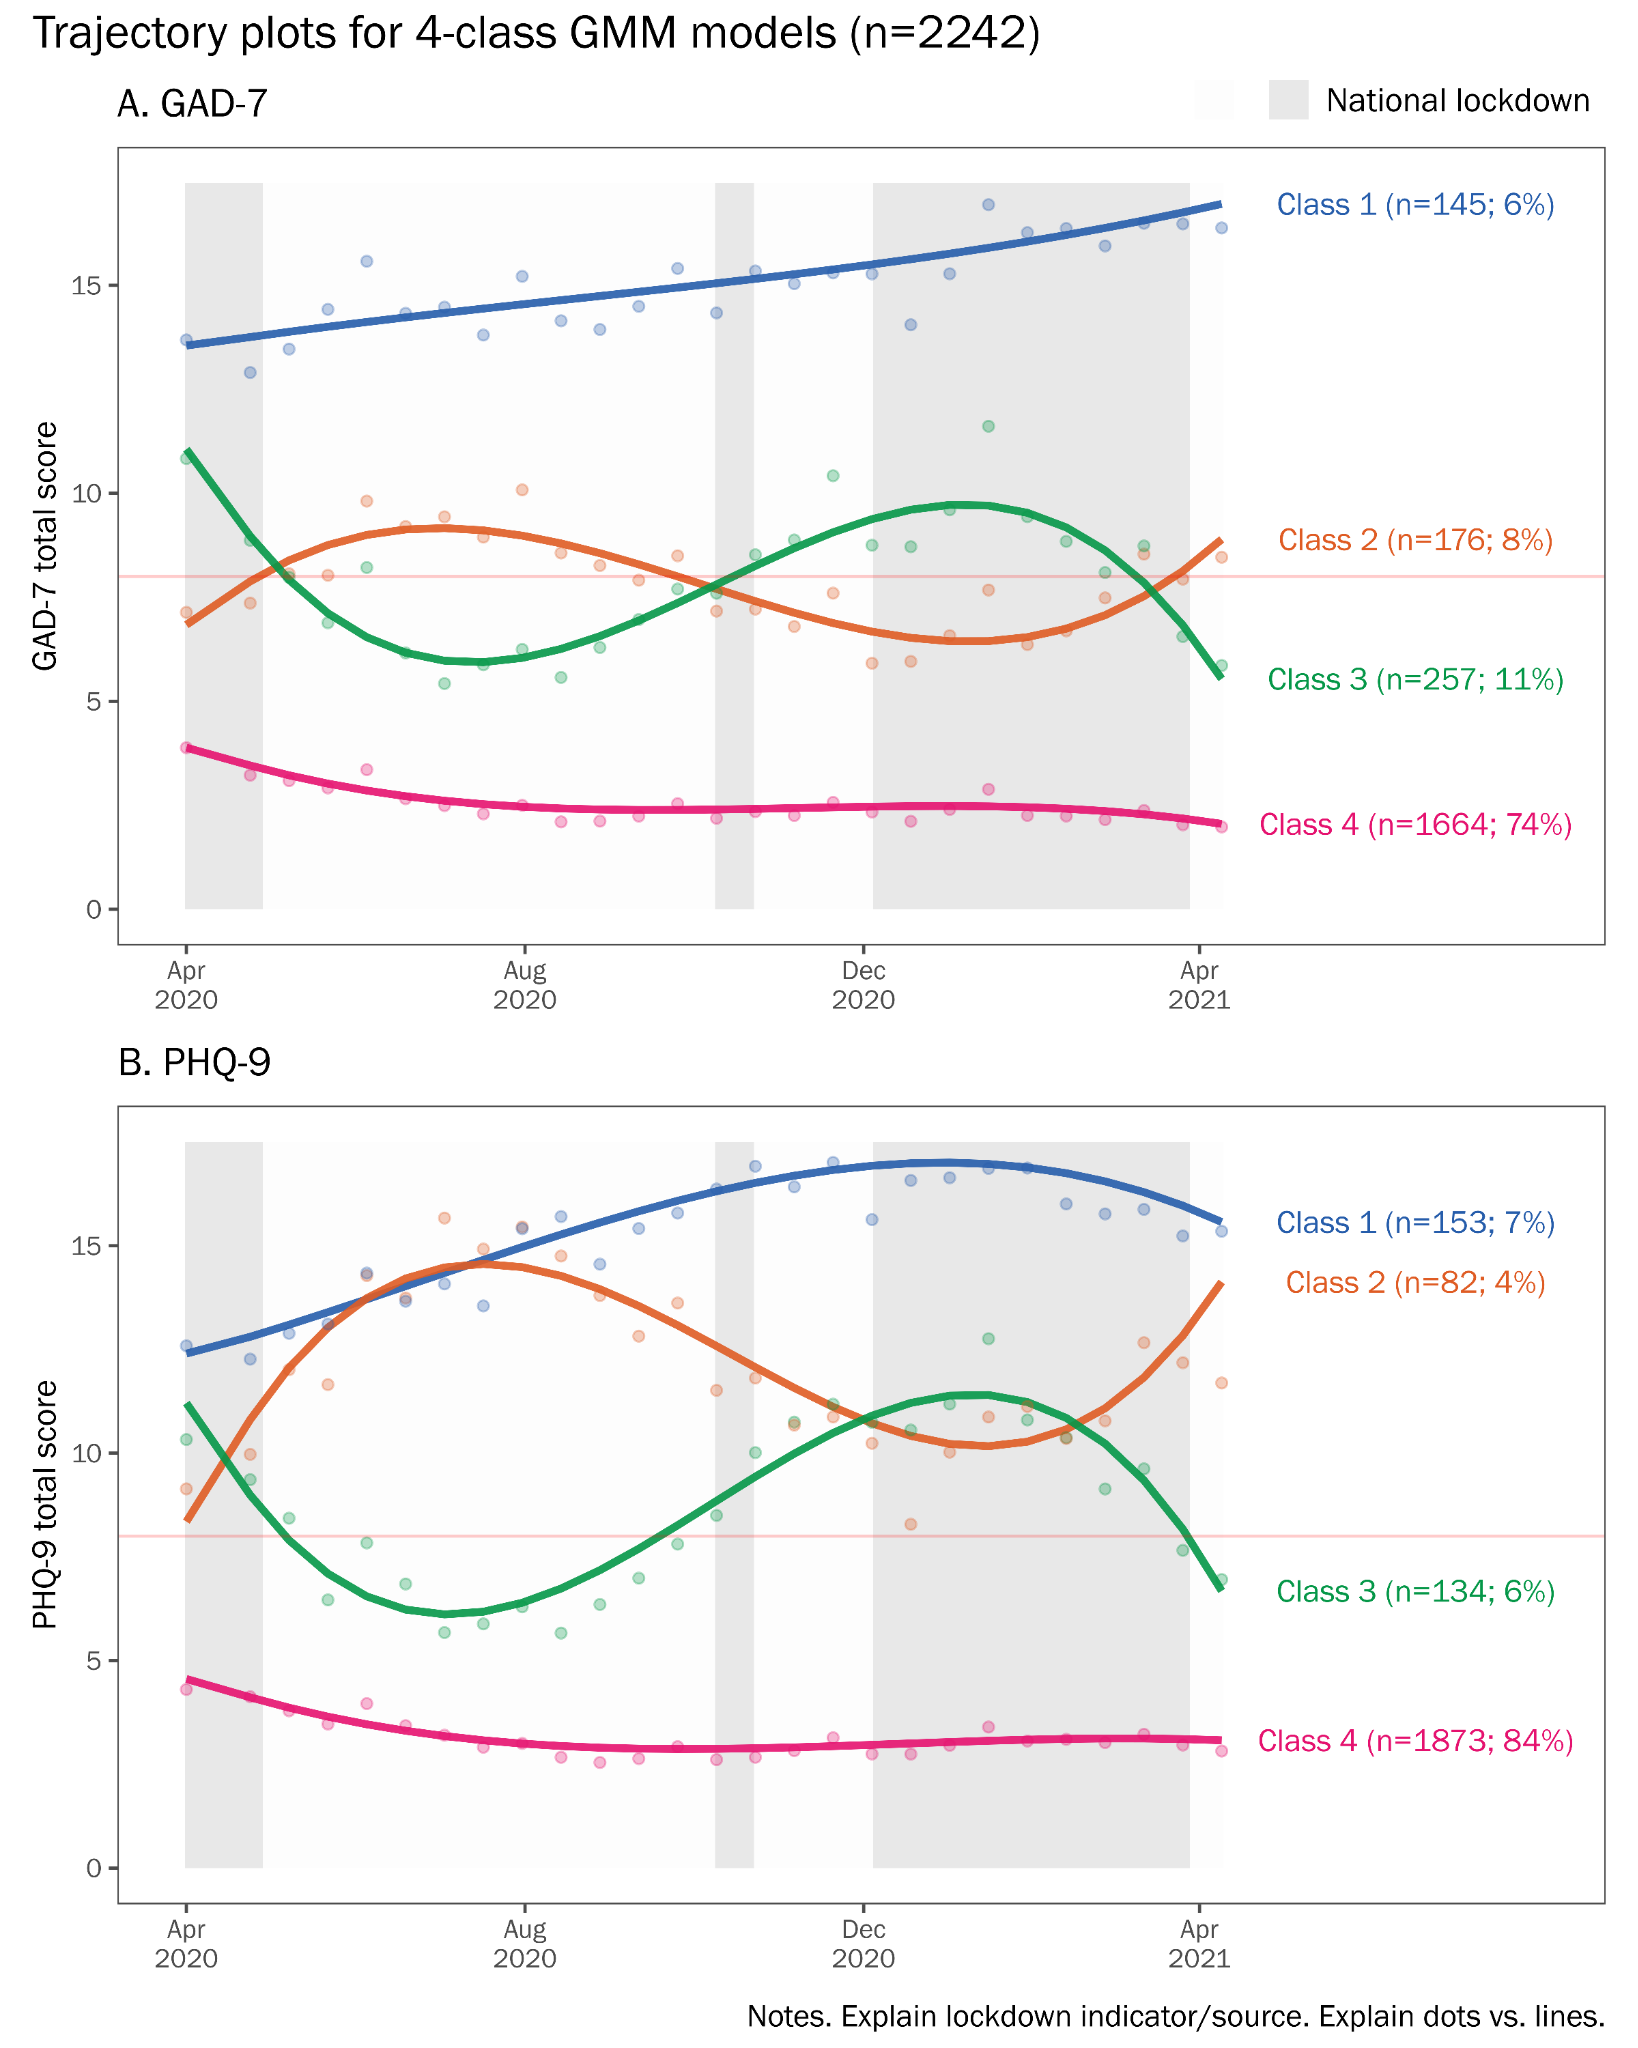 Trajectory plots for 4-class GMM models (n=2242)
A. GAD-7
National lockdown
GAD-7 total score
15
10
5
0
Class 1 (n=145; 6%)
Class 2 (n=176; 8%)
Class 3 (n=257; 11%)
Class 4 (n=1664; 74%)
Apr
2020
Aug
2020
Dec
2020
Apr
2021
B. PHQ-9
PHQ-9 total score
15
10
5
0
Class 1 (n=153; 7%)
Class 2 (n=82; 4%)
Class 3 (n=134; 6%)
Class 4 (n=1873; 84%)
Apr
2020
Aug
2020
Dec
2020
Apr
2021
Notes. Explain lockdown indicator/source. Explain dots vs. lines.